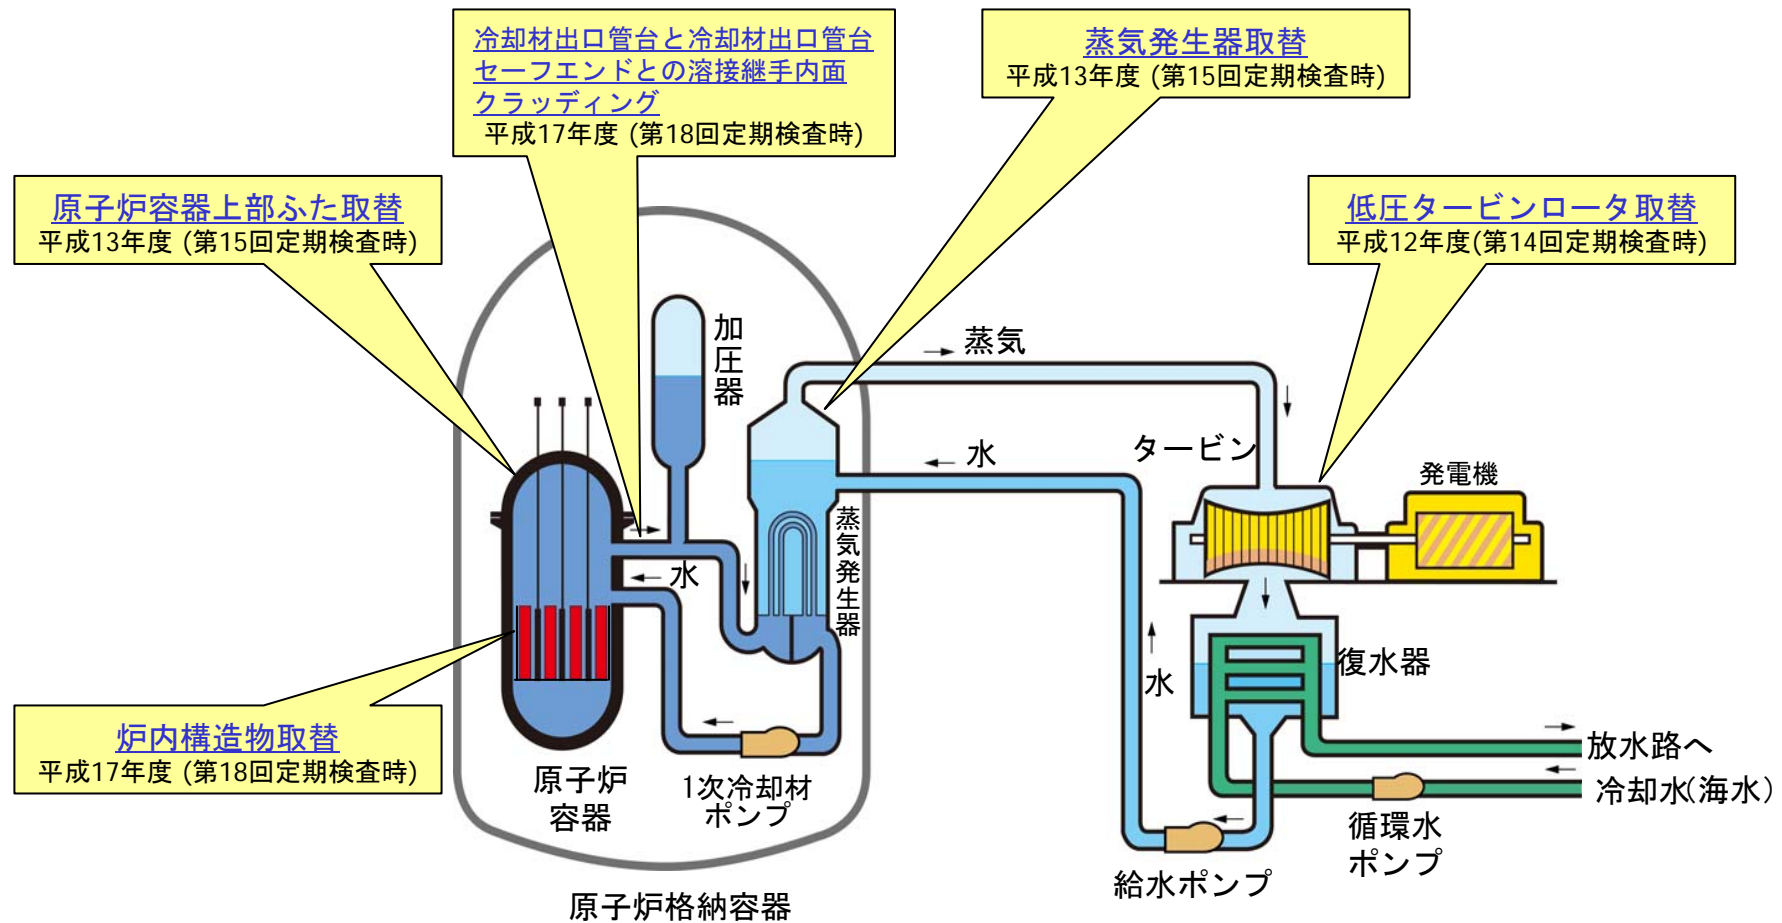 冷却材出口管台と冷却材出口管台
セーフエンドとの溶接継手内面
クラッディング
平成17年度 (第18回定期検査時)
蒸気発生器取替
平成13年度 (第15回定期検査時)
原子炉容器上部ふた取替
平成13年度 (第15回定期検査時)
低圧タービンロータ取替
平成12年度(第14回定期検査時)
加圧器
蒸気
水
タービン
発電機
蒸気発生器
水
水
復水器
炉内構造物取替
平成17年度 (第18回定期検査時)
原子炉
容器
1次冷却材
ポンプ
放水路へ
冷却水(海水)
循環水
ポンプ
給水ポンプ
原子炉格納容器